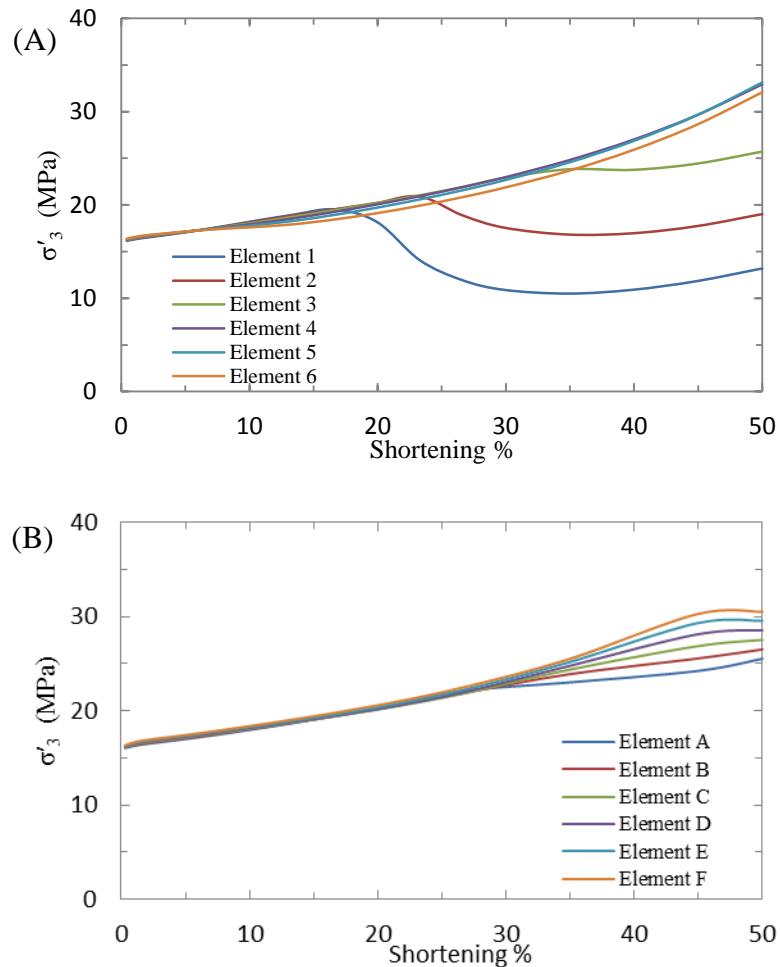 (A)
40
30
20
10
0
σ′3 (MPa)
Element 1
Element 2
Element 3
Element 4
Element 5
Element 6
0 10 20 30 40 50
Shortening %
(B)
40
30
20
10
0
σ′3 (MPa)
Element A
Element B
Element C
Element D
Element E
Element F
0 10 20 30 40 50
Shortening %